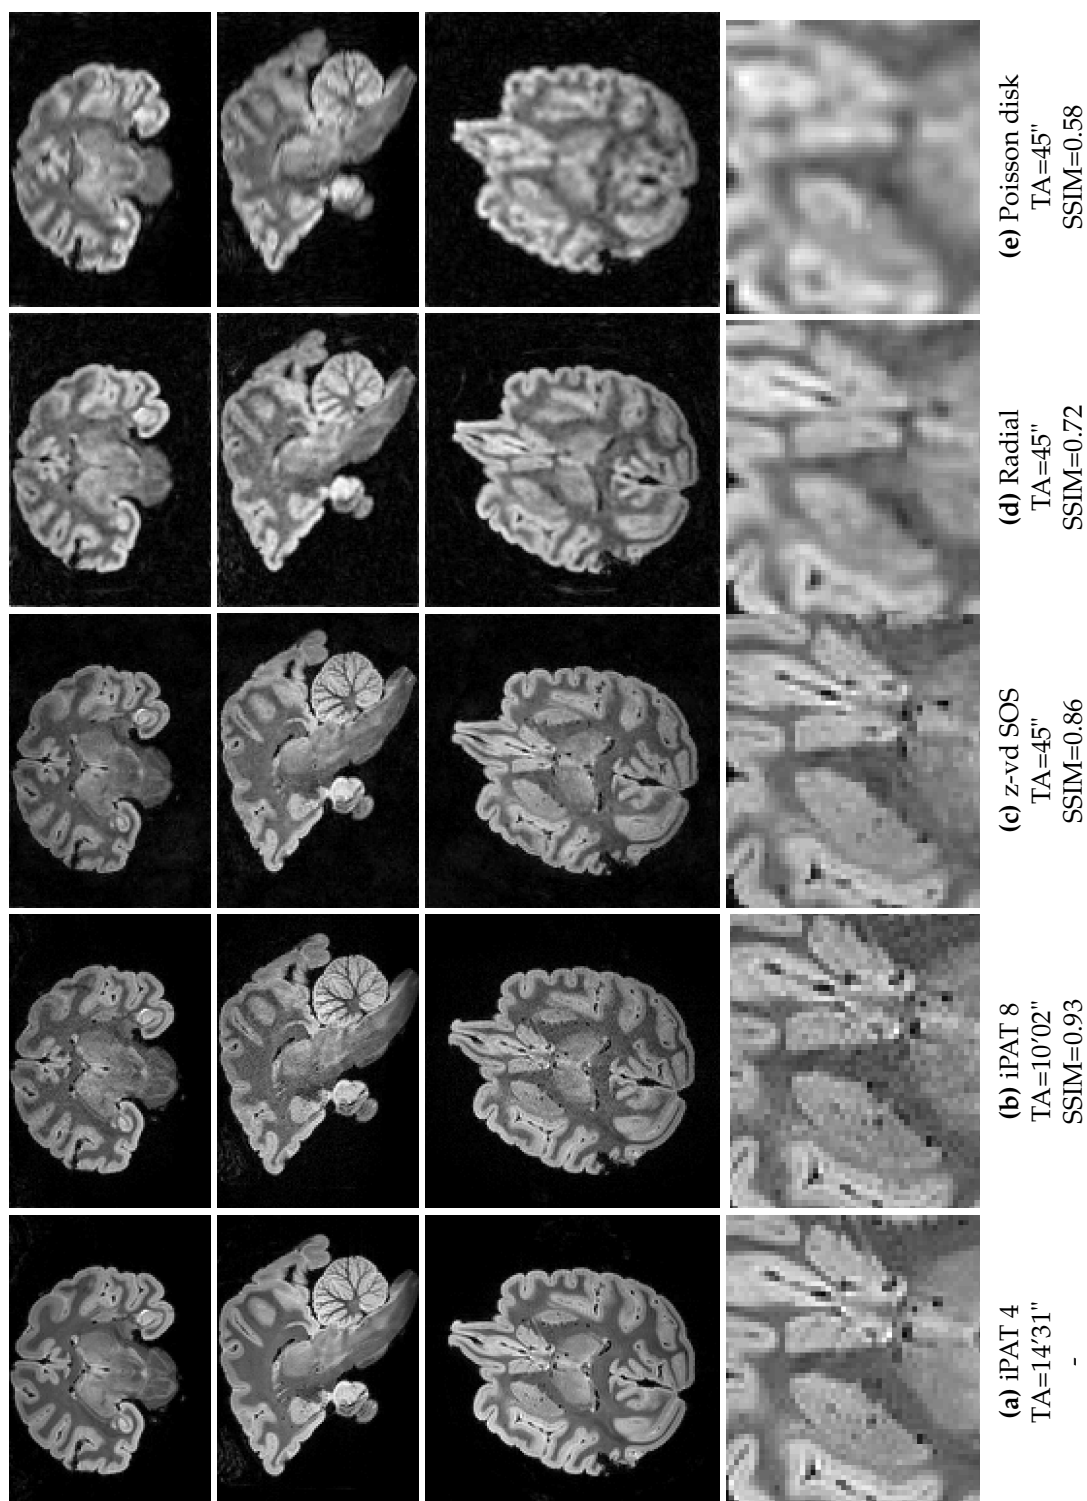 (a) iPAT 4
TA=14'31"
-
(b) iPAT 8
TA=10'02"
SSIM=0.93
(c) z-vd SOS
TA=45"
SSIM=0.86
(d) Radial
TA=45"
SSIM=0.72
(e) Poisson disk
TA=45"
SSIM=0.58